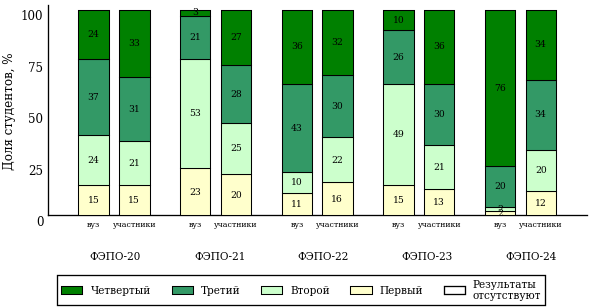 Доля студентов, %
100
75
50
25
0
24 33 3 27 36 32 10 36 76 34
37 31 21 28 43 30 26 30 20 34
24 21 53 25 10 22 49 21 2 20
15 15 23 20 11 16 15 13 2 12
вуз участники вуз участники вуз участники вуз участники вуз участники
ФЭПО-20 ФЭПО-21 ФЭПО-22 ФЭПО-23 ФЭПО-24
Четвертый Третий Второй Первый Результаты
отсутствуют